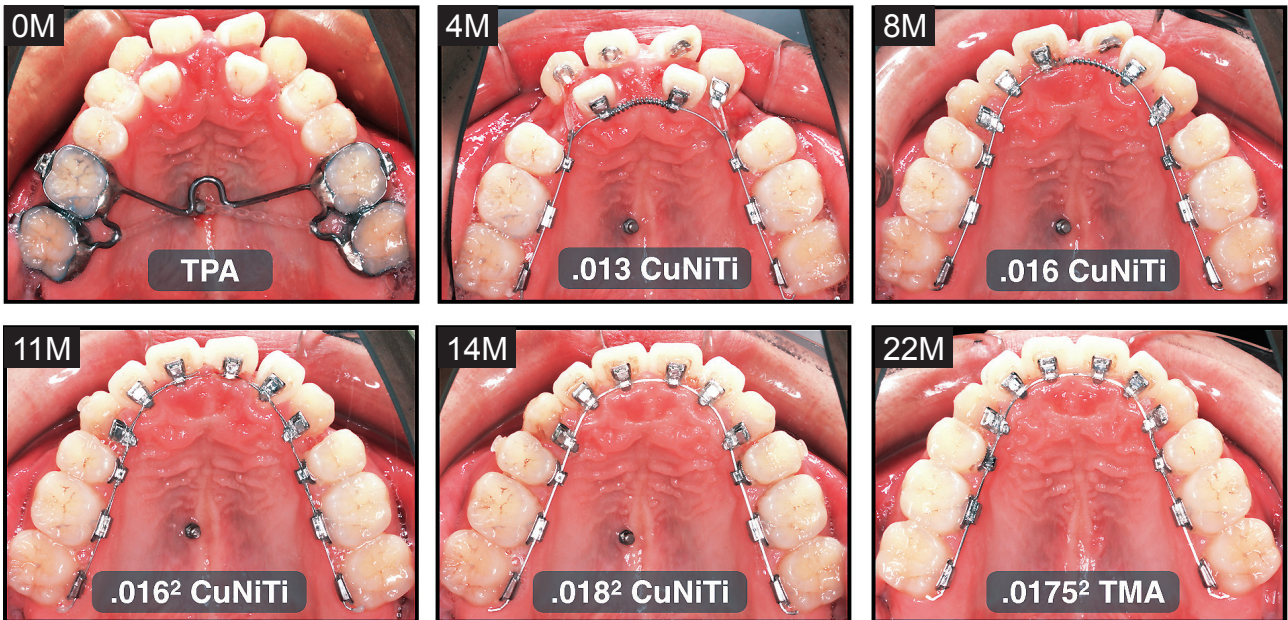 0M
TPA
4M
.013 CuNiTi
8M
.016 CuNiTi
11M
.016² CuNiTi
14M
.018² CuNiTi
22M
.0175² TMA